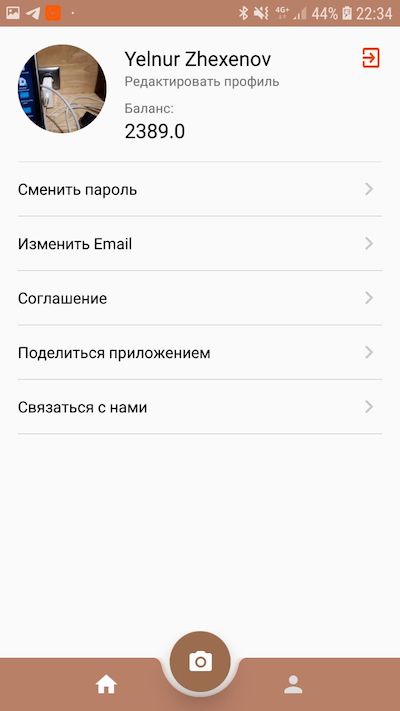 4G+ 44% 22:34
Yelnur Zhexenov
Редактировать профиль
Баланс:
2389.0
Сменить пароль
Изменить Email
Соглашение
Поделиться приложением
Связаться с нами